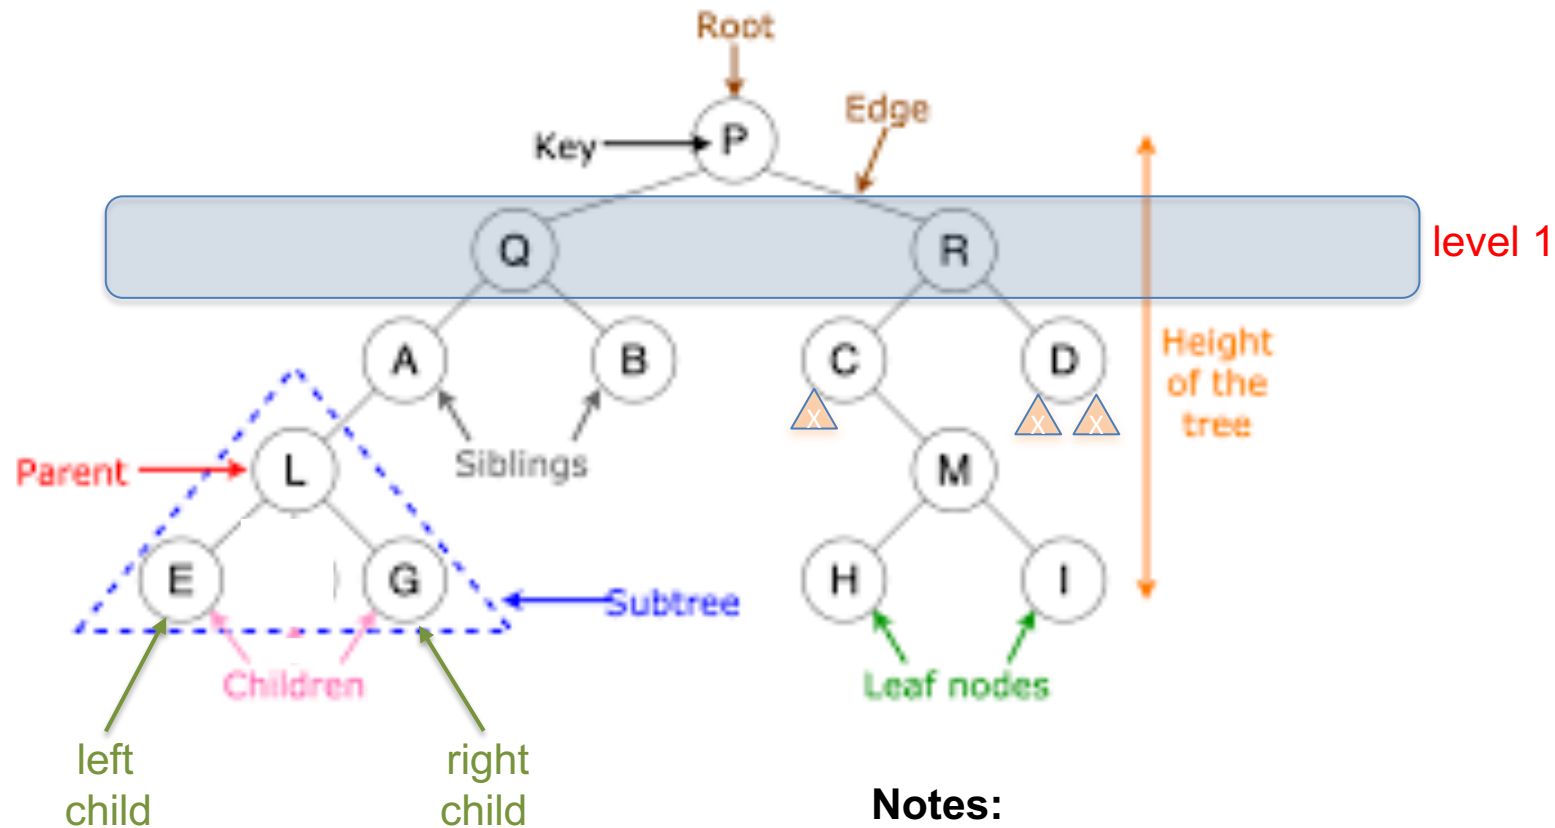 Root
Edge
Key
P
Q
R
level 1
A
B
C
D
Height
of the
tree
x
x
x
Siblings
Parent
L
M
E
G
H
I
Subtree
Children
Leaf nodes
left
child
right
child
Notes: